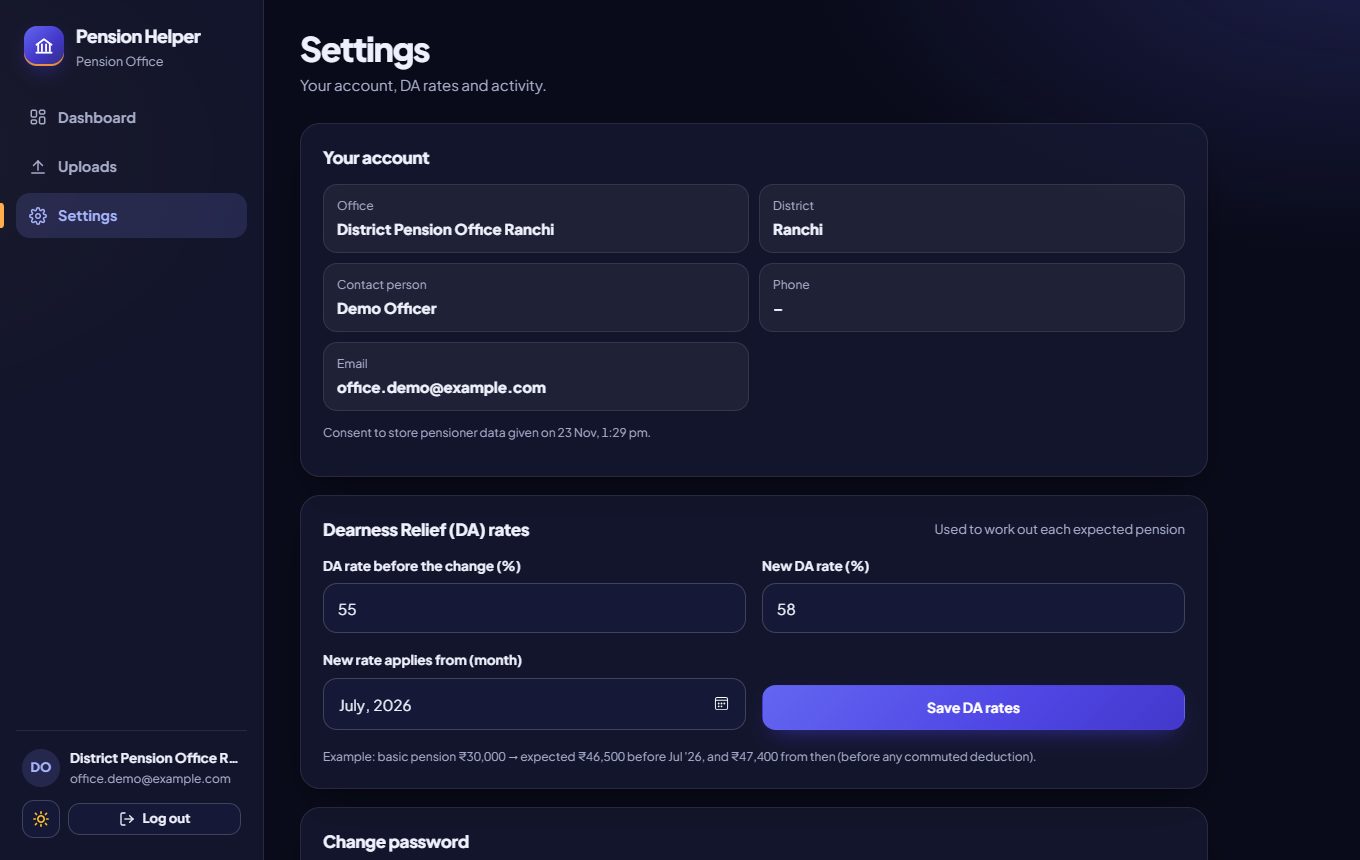 Pension Helper
Pension Office
Dashboard
Uploads
Settings
District Pension Office R...
DO
office.demo@example.com
Log out
Settings
Your account, DA rates and activity.
Your account
Office
District Pension Office Ranchi
District
Ranchi
Contact person
Demo Officer
Phone
–
Email
office.demo@example.com
Consent to store pensioner data given on 23 Nov, 1:29 pm.
Dearness Relief (DA) rates
Used to work out each expected pension
DA rate before the change (%)
55
New DA rate (%)
58
New rate applies from (month)
July, 2026
Save DA rates
Example: basic pension ₹30,000 → expected ₹46,500 before Jul '26, and ₹47,400 from then (before any commuted deduction).
Change password